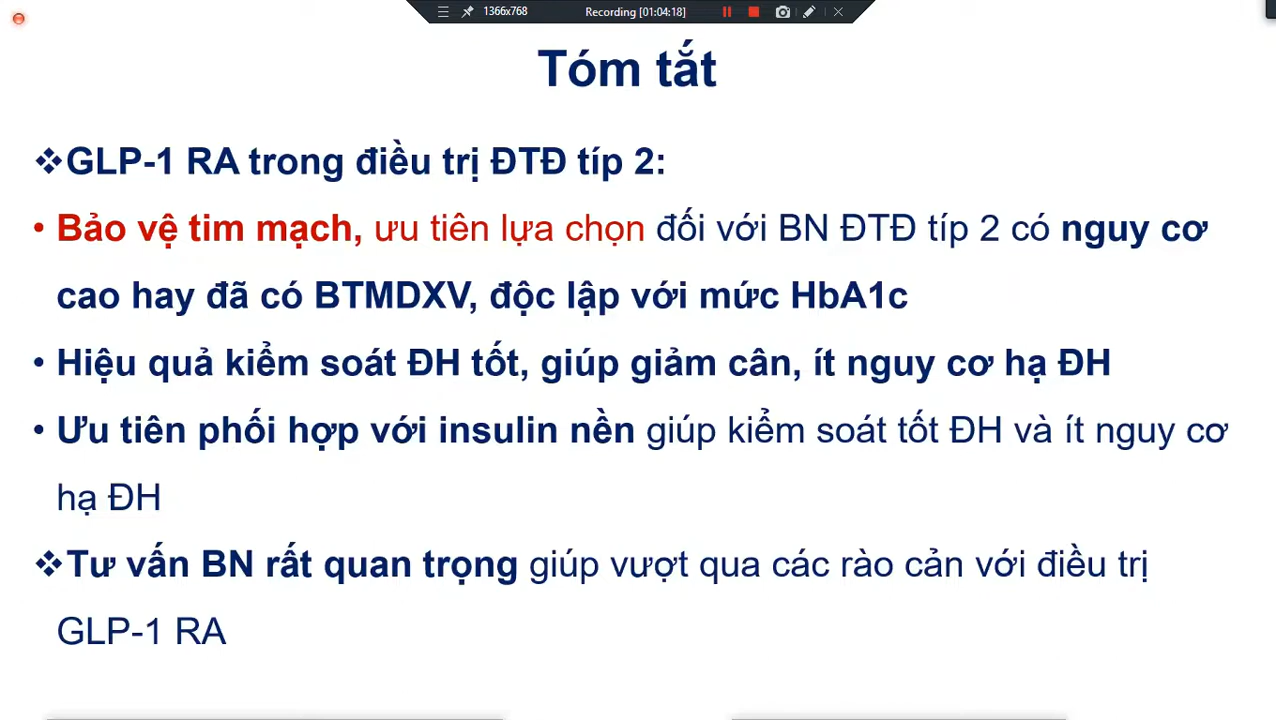 1366x768 Recording [01:04:18]
Tóm tắt
❖GLP-1 RA trong điều trị ĐTĐ típ 2:
• Bảo vệ tim mạch, ưu tiên lựa chọn đối với BN ĐTĐ típ 2 có nguy cơ
cao hay đã có BTMDXV, độc lập với mức HbA1c
• Hiệu quả kiểm soát ĐH tốt, giúp giảm cân, ít nguy cơ hạ ĐH
• Ưu tiên phối hợp với insulin nền giúp kiểm soát tốt ĐH và ít nguy cơ
hạ ĐH
❖Tư vấn BN rất quan trọng giúp vượt qua các rào cản với điều trị
GLP-1 RA